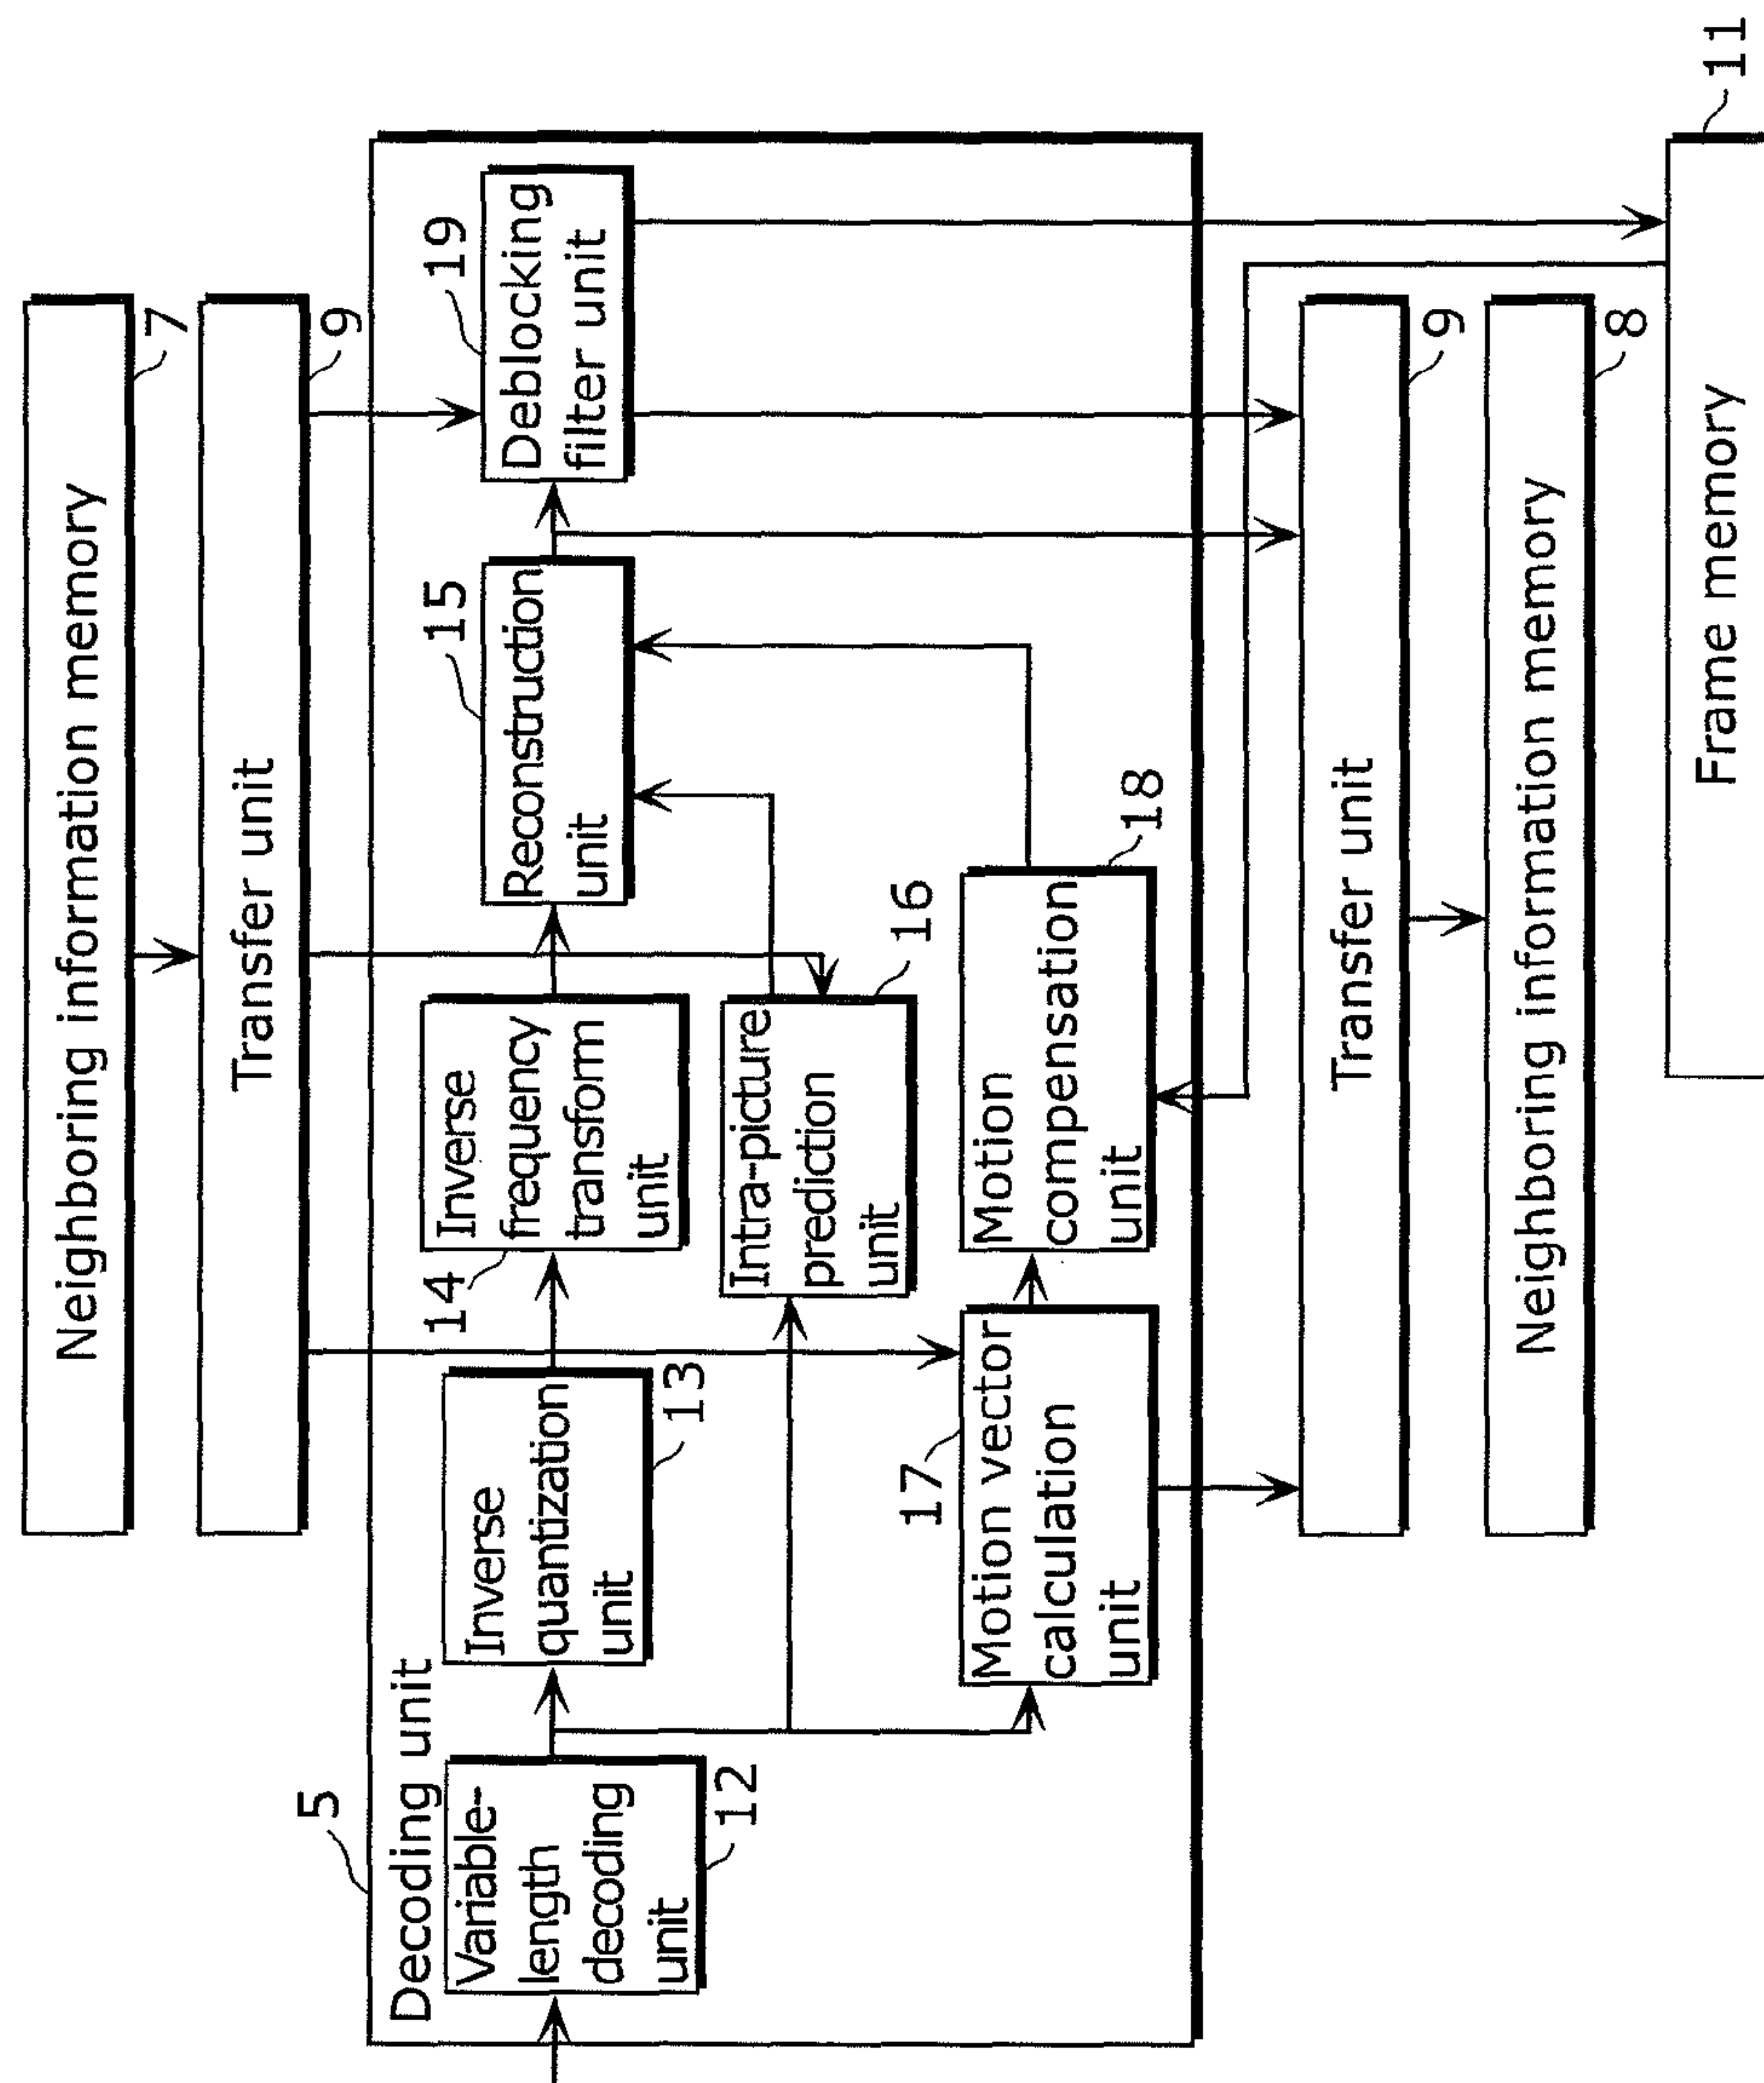 Neighboring information memory
7
Transfer unit
9
5
Decoding unit
Variable-
length
decoding
unit
12
Inverse
quantization
unit
13
14
Inverse
frequency
transform
unit
15
Reconstruction
unit
19
Deblocking
filter unit
Intra-picture
prediction
unit
16
17
Motion vector
calculation
unit
Motion
compensation
unit
18
Transfer unit
9
Neighboring information memory
8
Frame memory
11